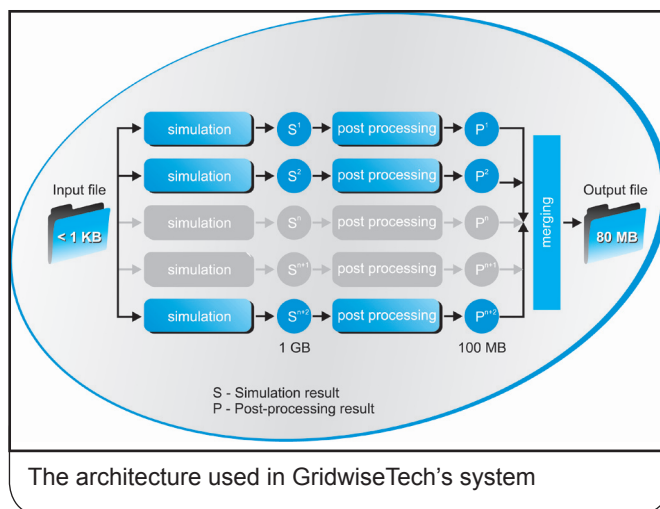 simulation S¹ post processing P¹
simulation S² post processing P²
Input file
< 1 KB
simulation Sⁿ post processing Pⁿ
merging
Output file
80 MB
simulation Sⁿ⁺¹ post processing Pⁿ⁺¹
simulation Sⁿ⁺² post processing Pⁿ⁺²
1 GB 100 MB
S - Simulation result
P - Post-processing result
The architecture used in GridwiseTech's system